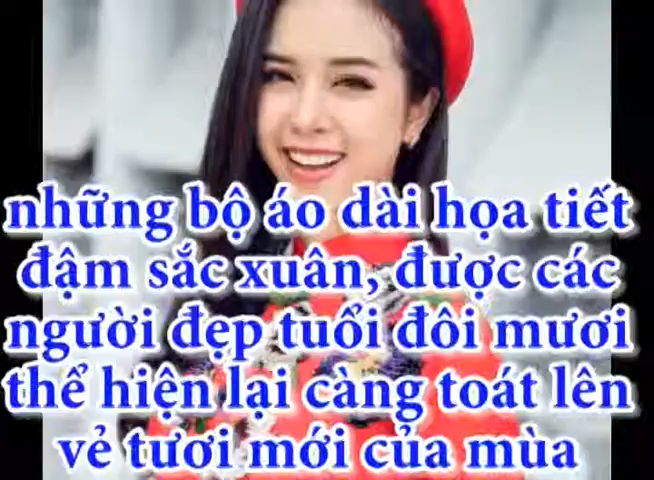 những bộ áo dài họa tiết
đậm sắc xuân, được các
người đẹp tuổi đôi mươi
thể hiện lại càng toát lên
vẻ tươi mới của mùa